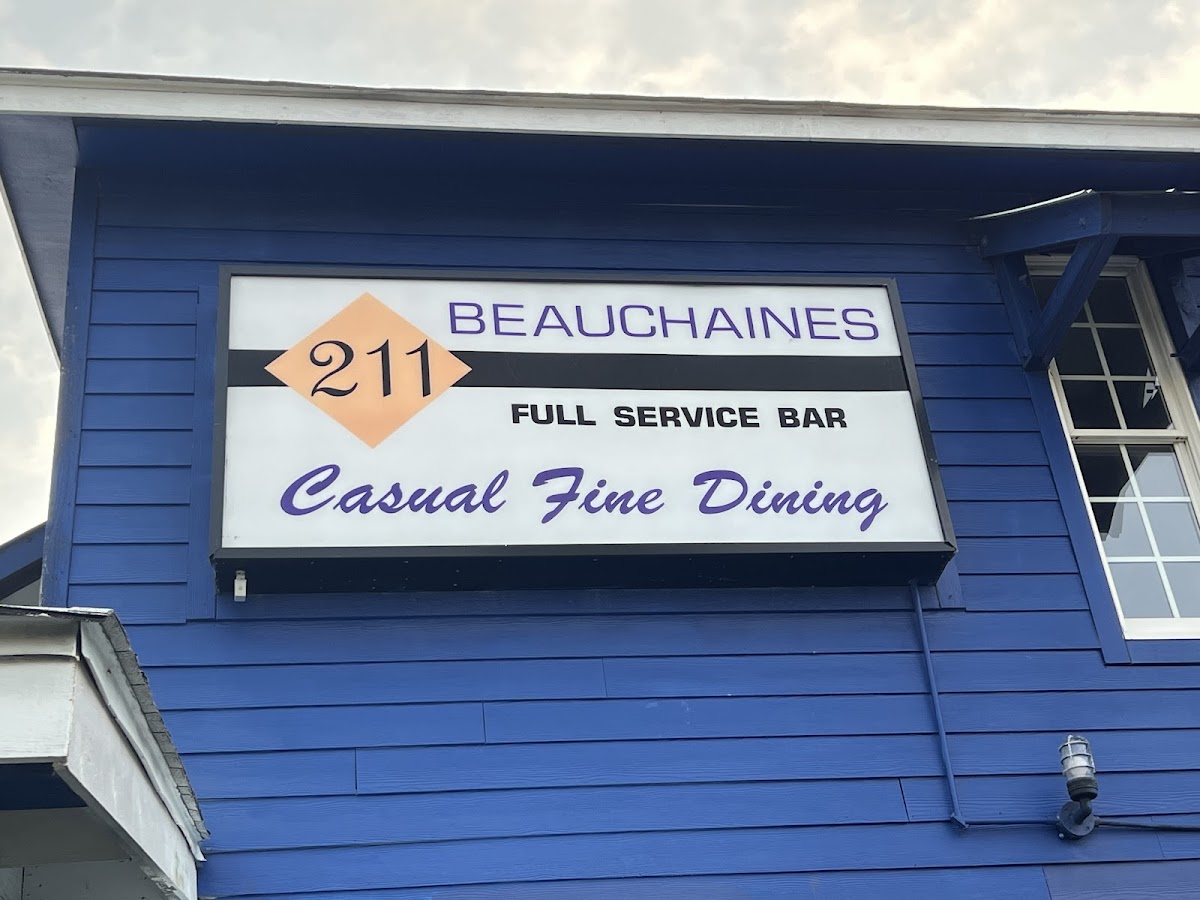 BEAUCHAINES
211
FULL SERVICE BAR
Casual Fine Dining